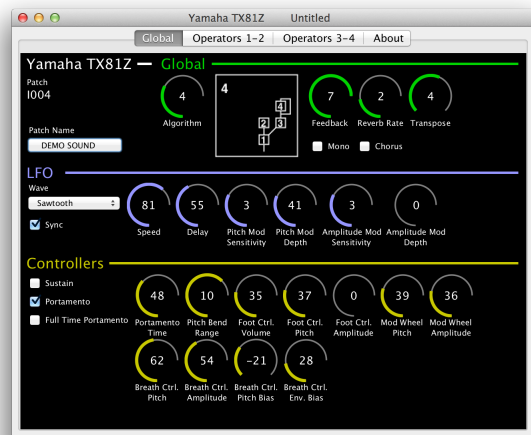 Yamaha TX81Z Untitled
Global Operators 1-2 Operators 3-4 About
Yamaha TX81Z Global
Patch
I004
4
4
7
2
4
4
2
3
1
Algorithm
Feedback
Reverb Rate
Transpose
Patch Name
DEMO SOUND
Mono
Chorus
LFO
Wave
Sawtooth
Sync
81
55
3
41
3
0
Speed
Delay
Pitch Mod
Sensitivity
Pitch Mod
Depth
Amplitude Mod
Sensitivity
Amplitude Mod
Depth
Controllers
Sustain
Portamento
Full Time Portamento
48
10
35
37
0
39
36
Portamento
Time
Pitch Bend
Range
Foot Ctrl.
Volume
Foot Ctrl.
Pitch
Foot Ctrl.
Amplitude
Mod Wheel
Pitch
Mod Wheel
Amplitude
62
54
-21
28
Breath Ctrl.
Pitch
Breath Ctrl.
Amplitude
Breath Ctrl.
Pitch Bias
Breath Ctrl.
Env. Bias